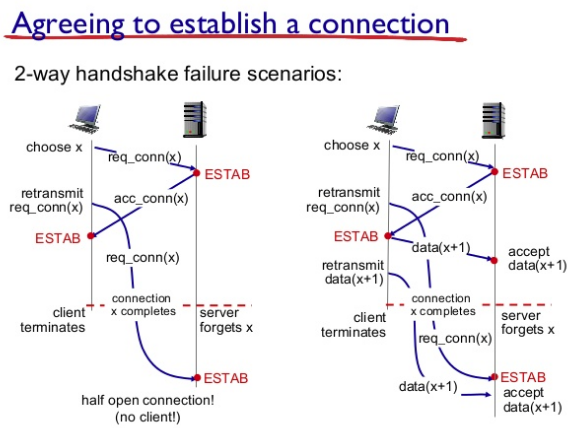 Agreeing to establish a connection
2-way handshake failure scenarios:
choose x
req_conn(x)
ESTAB
retransmit
req_conn(x)
acc_conn(x)
ESTAB
req_conn(x)
connection
x completes
client
terminates
server
forgets x
ESTAB
half open connection!
(no client!)
choose x
req_conn(x)
ESTAB
retransmit
req_conn(x)
acc_conn(x)
ESTAB
data(x+1)
accept
data(x+1)
retransmit
data(x+1)
connection
x completes
client
terminates
server
forgets x
req_conn(x)
ESTAB
data(x+1)
accept
data(x+1)